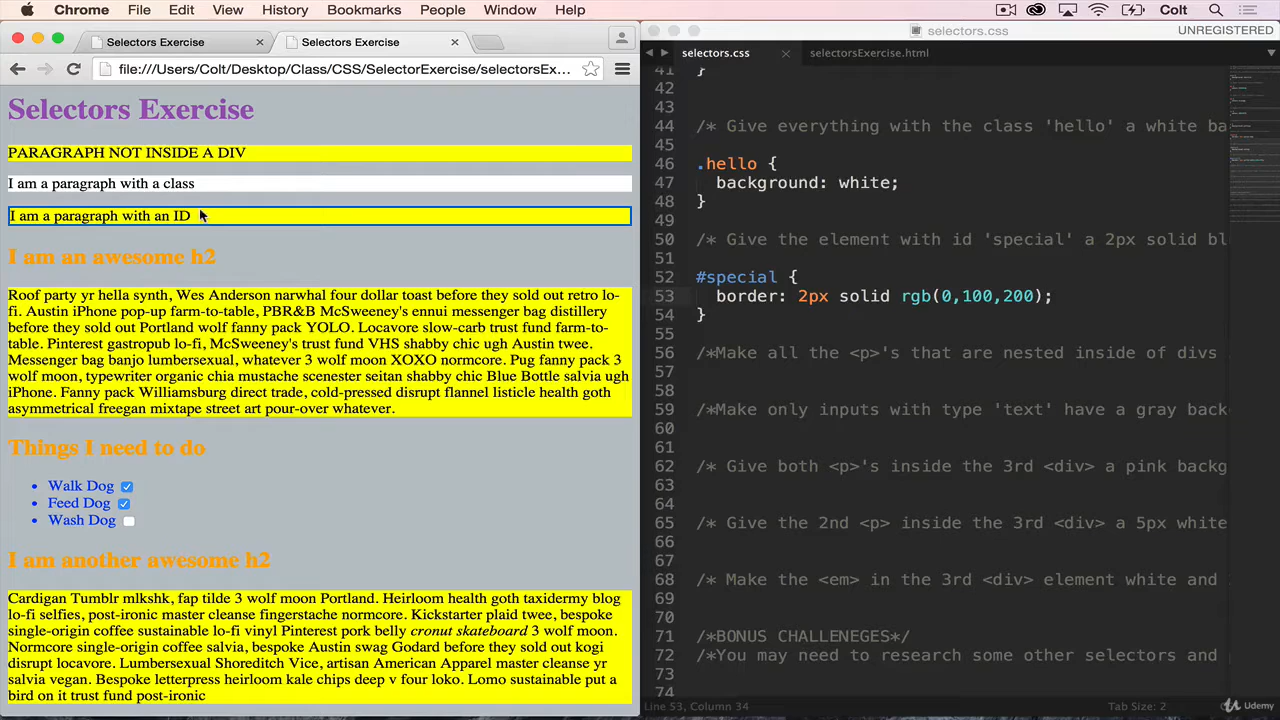 Chrome File Edit View History Bookmarks People Window Help Colt
Selectors Exercise
Selectors Exercise
file:///Users/Colt/Desktop/Class/CSS/SelectorExercise/selectorsEx...
Selectors Exercise
PARAGRAPH NOT INSIDE A DIV
I am a paragraph with a class
I am a paragraph with an ID
I am an awesome h2
Roof party yr hella synth, Wes Anderson narwhal four dollar toast before they sold out retro lo-
fi. Austin iPhone pop-up farm-to-table, PBR&B McSweeney's ennui messenger bag distillery
before they sold out Portland wolf fanny pack YOLO. Locavore slow-carb trust fund farm-to-
table. Pinterest gastropub lo-fi, McSweeney's trust fund VHS shabby chic ugh Austin twee.
Messenger bag banjo lumbersexual, whatever 3 wolf moon XOXO normcore. Pug fanny pack 3
wolf moon, typewriter organic chia mustache scenester seitan shabby chic Blue Bottle salvia ugh
iPhone. Fanny pack Williamsburg direct trade, cold-pressed disrupt flannel listicle health goth
asymmetrical freegan mixtape street art pour-over whatever.
Things I need to do
• Walk Dog
• Feed Dog
• Wash Dog
I am another awesome h2
Cardigan Tumblr mlkshk, fap tilde 3 wolf moon Portland. Heirloom health goth taxidermy blog
lo-fi selfies, post-ironic master cleanse fingerstache normcore. Kickstarter plaid twee, bespoke
single-origin coffee sustainable lo-fi vinyl Pinterest pork belly cronut skateboard 3 wolf moon.
Normcore single-origin coffee salvia, bespoke Austin swag Godard before they sold out kogi
disrupt locavore. Lumbersexual Shoreditch Vice, artisan American Apparel master cleanse yr
salvia vegan. Bespoke letterpress heirloom kale chips deep v four loko. Lomo sustainable put a
bird on it trust fund post-ironic
selectors.css UNREGISTERED
selectors.css selectorsExercise.html
41 }
42
43
44 /* Give everything with the class 'hello' a white ba
45
46 .hello {
47 background: white;
48 }
49
50 /* Give the element with id 'special' a 2px solid bl
51
52 #special {
53 border: 2px solid rgb(0,100,200);
54 }
55
56 /*Make all the <p>'s that are nested inside of divs
57
58
59 /*Make only inputs with type 'text' have a gray back
60
61
62 /* Give both <p>'s inside the 3rd <div> a pink backg
63
64
65 /* Give the 2nd <p> inside the 3rd <div> a 5px white
66
67
68 /* Make the <em> in the 3rd <div> element white and
69
70
71 /*BONUS CHALLENEGES*/
72 /*You may need to research some other selectors and
73
74
Line 53, Column 34 Tab Size: 2
Udemy